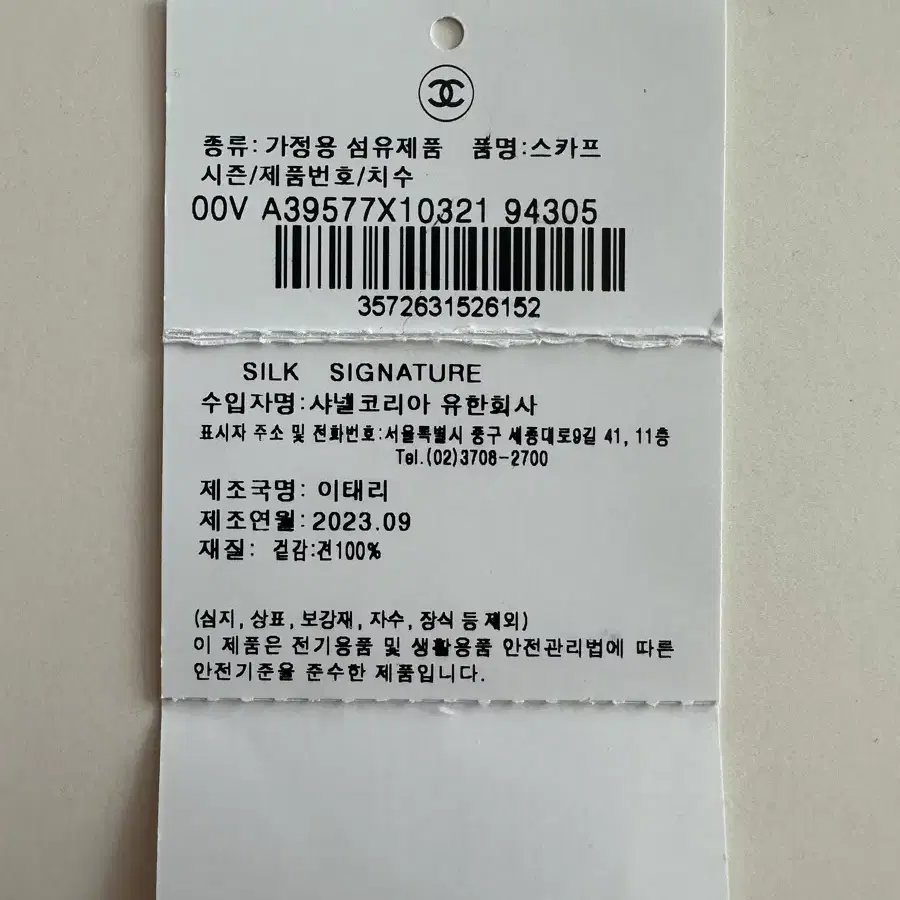 종류: 가정용 섬유제품 품명:스카프
시즌/제품번호/치수
00V A39577X10321 94305
3572631526152
SILK SIGNATURE
수입자명:샤넬코리아 유한회사
표시자 주소 및 전화번호:서울특별시 중구 세종대로9길 41, 11층
Tel.(02)3708-2700
제조국명: 이태리
제조연월:2023.09
재질: 겉감:견100%
(심지, 상표, 보강재, 자수, 장식 등 제외)
이 제품은 전기용품 및 생활용품 안전관리법에 따른
안전기준을 준수한 제품입니다.